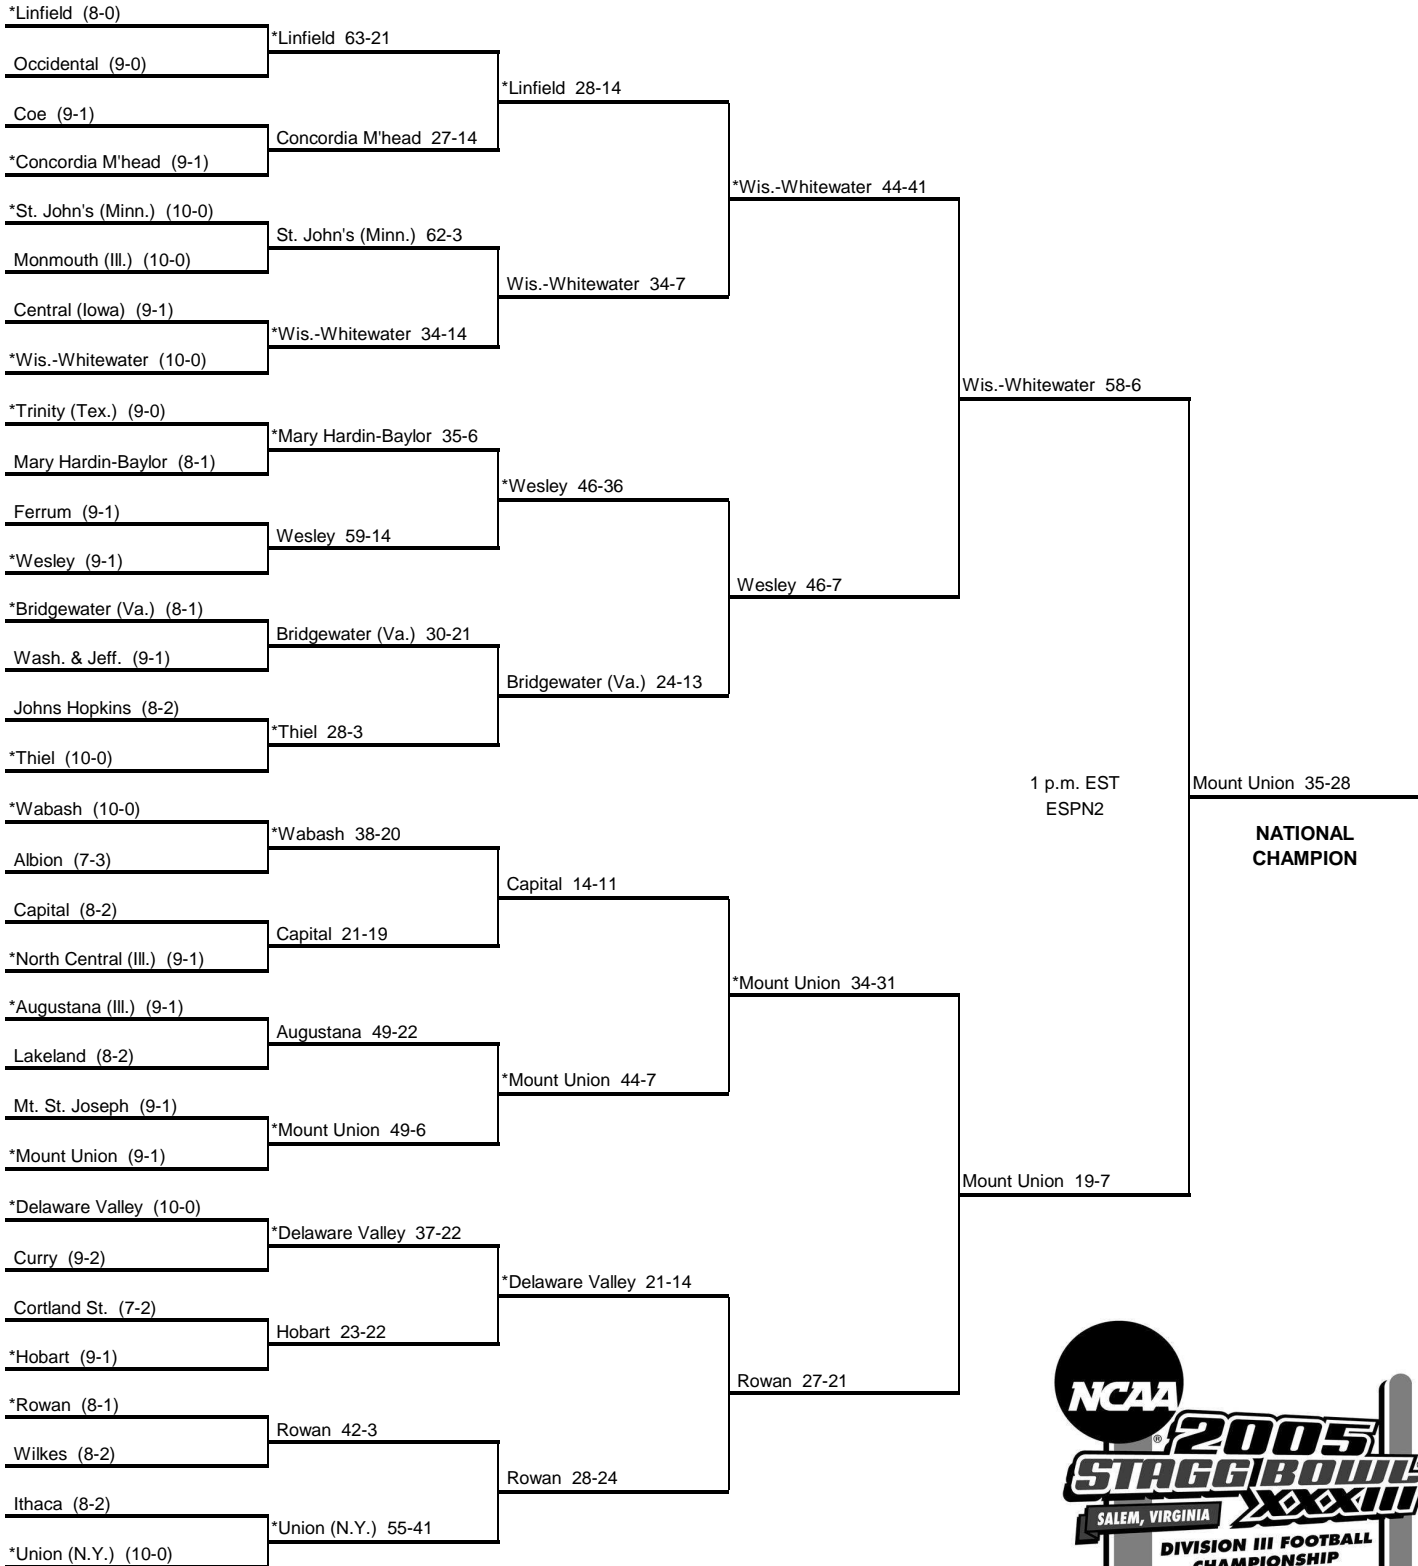 *Linfield (8-0)
Occidental (9-0)
Coe (9-1)
*Concordia M'head (9-1)
*St. John's (Minn.) (10-0)
Monmouth (Ill.) (10-0)
Central (Iowa) (9-1)
*Wis.-Whitewater (10-0)
*Trinity (Tex.) (9-0)
Mary Hardin-Baylor (8-1)
Ferrum (9-1)
*Wesley (9-1)
*Bridgewater (Va.) (8-1)
Wash. & Jeff. (9-1)
Johns Hopkins (8-2)
*Thiel (10-0)
*Wabash (10-0)
Albion (7-3)
Capital (8-2)
*North Central (Ill.) (9-1)
*Augustana (Ill.) (9-1)
Lakeland (8-2)
Mt. St. Joseph (9-1)
*Mount Union (9-1)
*Delaware Valley (10-0)
Curry (9-2)
Cortland St. (7-2)
*Hobart (9-1)
*Rowan (8-1)
Wilkes (8-2)
Ithaca (8-2)
*Union (N.Y.) (10-0)
*Linfield 63-21
Concordia M'head 27-14
St. John's (Minn.) 62-3
*Wis.-Whitewater 34-14
*Mary Hardin-Baylor 35-6
Wesley 59-14
Bridgewater (Va.) 30-21
*Thiel 28-3
*Wabash 38-20
Capital 21-19
Augustana 49-22
*Mount Union 49-6
*Delaware Valley 37-22
Hobart 23-22
Rowan 42-3
*Union (N.Y.) 55-41
*Linfield 28-14
Wis.-Whitewater 34-7
*Wesley 46-36
Bridgewater (Va.) 24-13
Capital 14-11
*Mount Union 44-7
*Delaware Valley 21-14
Rowan 28-24
*Wis.-Whitewater 44-41
Wesley 46-7
*Mount Union 34-31
Rowan 27-21
Wis.-Whitewater 58-6
Mount Union 19-7
1 p.m. EST
ESPN2
Mount Union 35-28
NATIONAL
CHAMPION
NCAA
®
2005
STAGG BOWL
XXXIII
SALEM, VIRGINIA
DIVISION III FOOTBALL
CHAMPIONSHIP